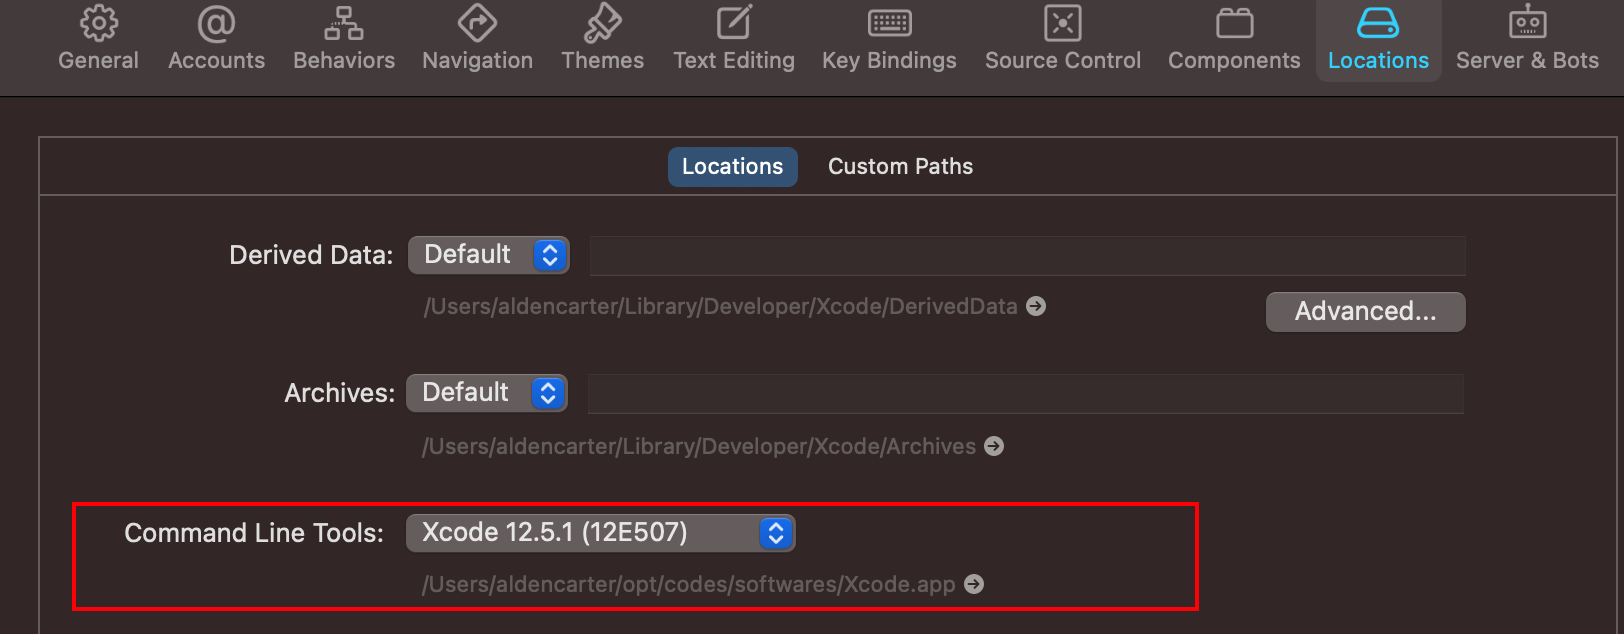 General Accounts Behaviors Navigation Themes Text Editing Key Bindings Source Control Components Locations Server & Bots
Locations Custom Paths
Derived Data: Default
/Users/aldencarter/Library/Developer/Xcode/DerivedData
Advanced...
Archives: Default
/Users/aldencarter/Library/Developer/Xcode/Archives
Command Line Tools: Xcode 12.5.1 (12E507)
/Users/aldencarter/opt/codes/softwares/Xcode.app